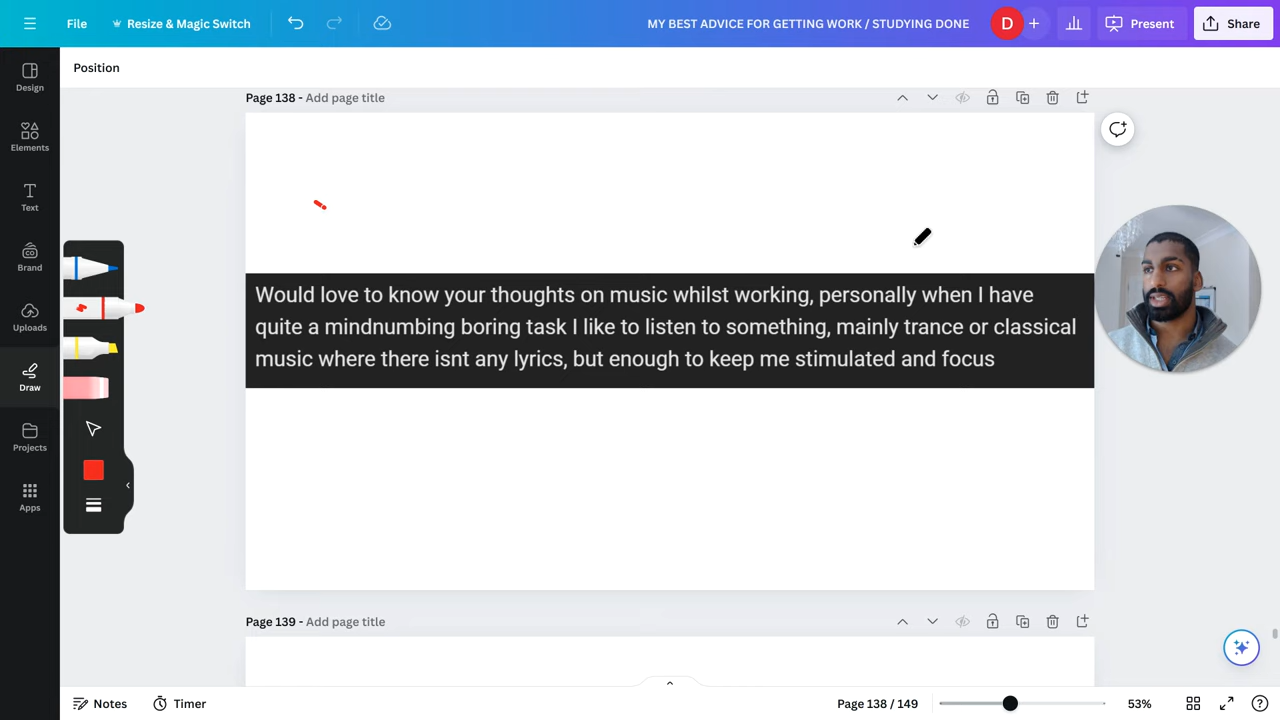 File
Resize & Magic Switch
MY BEST ADVICE FOR GETTING WORK / STUDYING DONE
D
Present
Share
Position
Design
Elements
Text
Brand
Uploads
Draw
Projects
Apps
Page 138 - Add page title
Would love to know your thoughts on music whilst working, personally when I have
quite a mindnumbing boring task I like to listen to something, mainly trance or classical
music where there isnt any lyrics, but enough to keep me stimulated and focus
Page 139 - Add page title
Notes
Timer
Page 138 / 149
53%